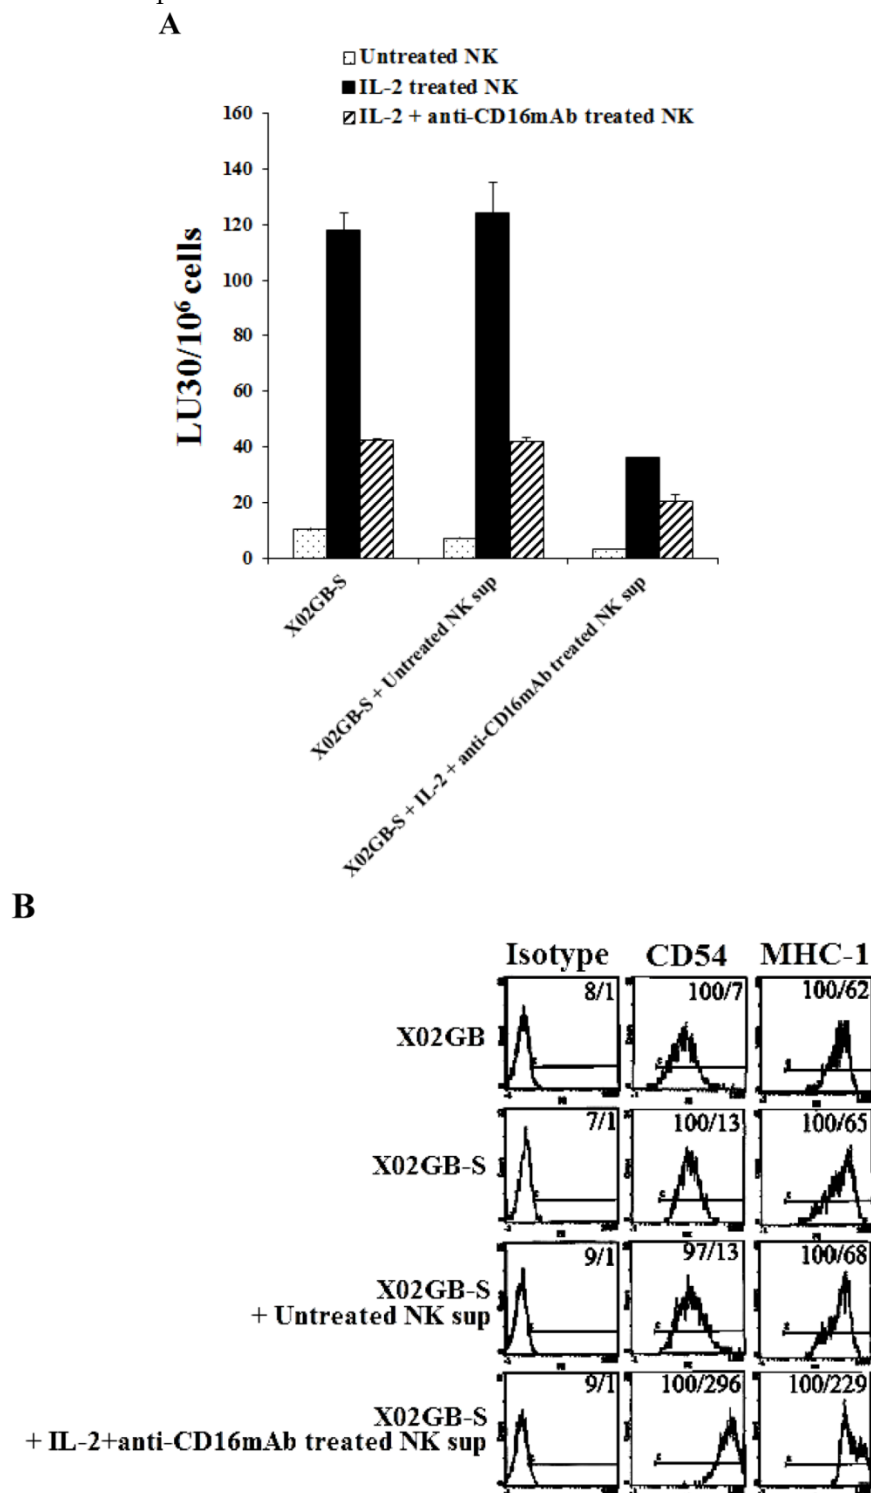 A
Untreated NK
IL-2 treated NK
IL-2 + anti-CD16mAb treated NK
LU30/10⁶ cells
160
140
120
100
80
60
40
20
0
X02GB-S
X02GB-S + Untreated NK sup
X02GB-S + IL-2 + anti-CD16mAb treated NK sup
B
Isotype CD54 MHC-1
X02GB 8/1 100/7 100/62
X02GB-S 7/1 100/13 100/65
X02GB-S
+ Untreated NK sup
9/1 97/13 100/68
X02GB-S
+ IL-2+anti-CD16mAb treated NK sup
9/1 100/296 100/229